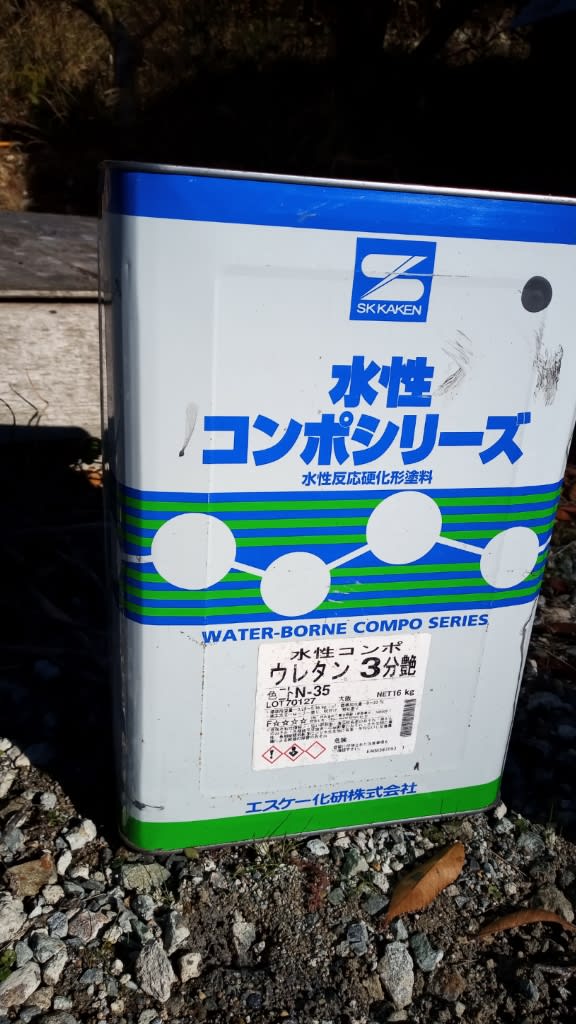 SK KAKEN
水性
コンポシリーズ
水性反応硬化形塗料
WATER-BORNE COMPO SERIES
水性コンポ
ウレタン 3分艶
N-35
LOT70127 大阪 NET16 kg
F☆☆☆☆
エスケー化研株式会社